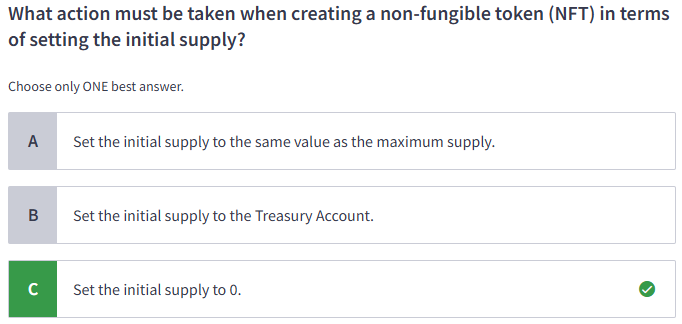 What action must be taken when creating a non-fungible token (NFT) in terms
of setting the initial supply?
Choose only ONE best answer.
A Set the initial supply to the same value as the maximum supply.
B Set the initial supply to the Treasury Account.
C Set the initial supply to 0.